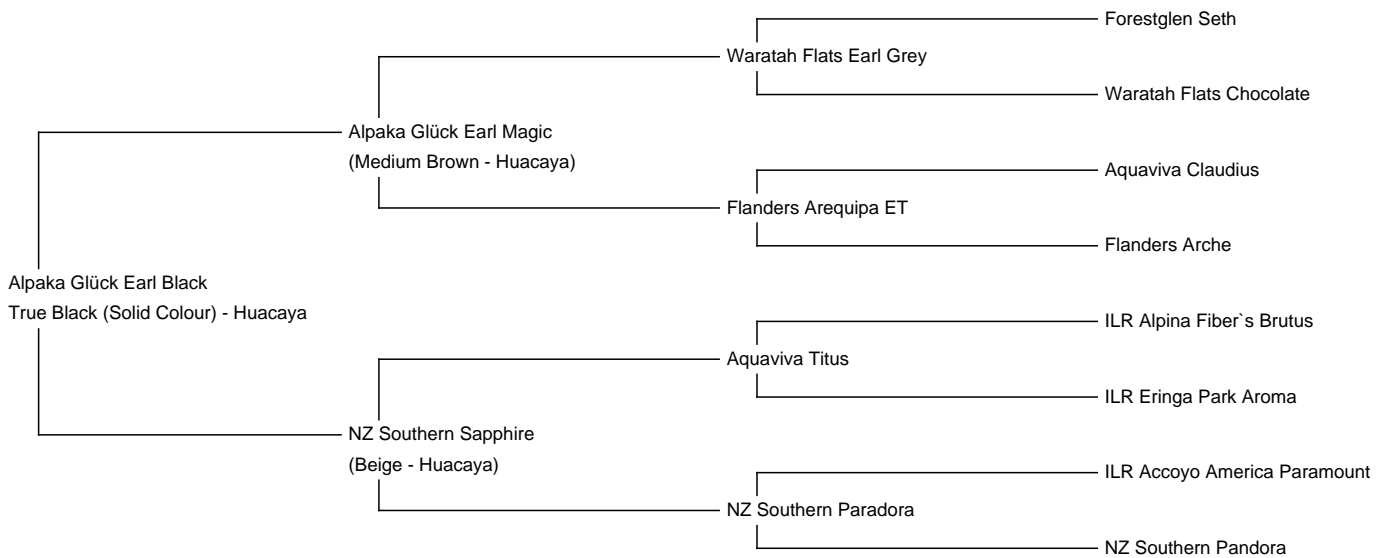 Forestglen Seth
Waratah Flats Earl Grey
Waratah Flats Chocolate
Alpaka Glück Earl Magic
(Medium Brown - Huacaya)
Aquaviva Claudius
Flanders Arequipa ET
Flanders Arche
Alpaka Glück Earl Black
True Black (Solid Colour) - Huacaya
ILR Alpina Fiber`s Brutus
Aquaviva Titus
ILR Eringa Park Aroma
NZ Southern Sapphire
(Beige - Huacaya)
ILR Accoyo America Paramount
NZ Southern Paradora
NZ Southern Pandora